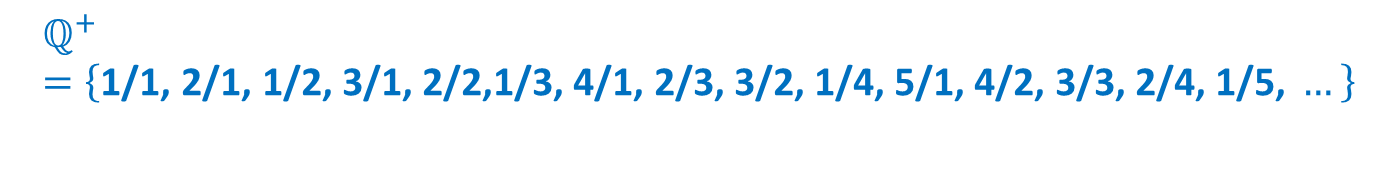 ℚ⁺
= {1/1, 2/1, 1/2, 3/1, 2/2,1/3, 4/1, 2/3, 3/2, 1/4, 5/1, 4/2, 3/3, 2/4, 1/5, … }